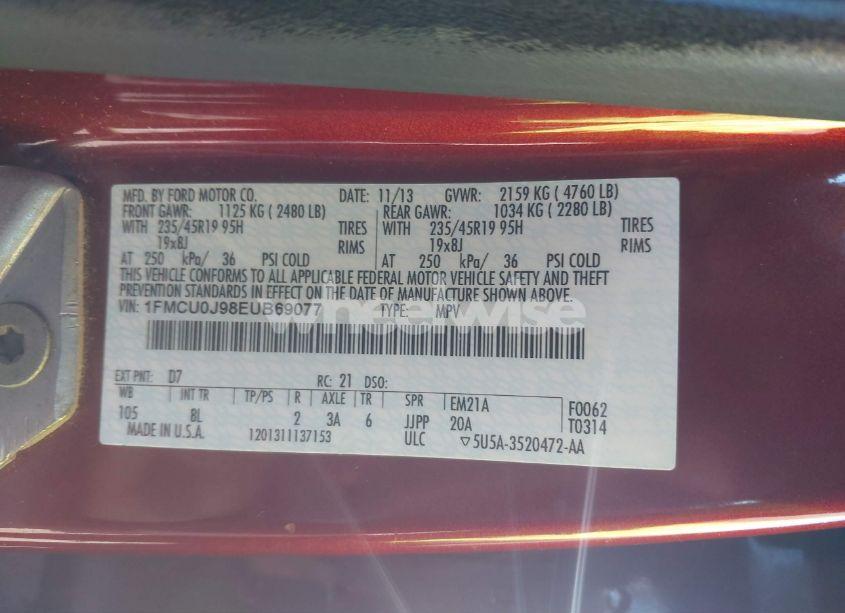 MFD. BY FORD MOTOR CO. DATE: 11/13 GVWR: 2159 KG ( 4760 LB)
FRONT GAWR: 1125 KG ( 2480 LB) REAR GAWR: 1034 KG ( 2280 LB)
WITH 235/45R19 95H TIRES WITH 235/45R19 95H TIRES
19x8J RIMS 19x8J RIMS
AT 250 kPa/ 36 PSI COLD AT 250 kPa/ 36 PSI COLD
THIS VEHICLE CONFORMS TO ALL APPLICABLE FEDERAL MOTOR VEHICLE SAFETY AND THEFT
PREVENTION STANDARDS IN EFFECT ON THE DATE OF MANUFACTURE SHOWN ABOVE.
VIN: 1FMCU0J98EUB69077 TYPE: MPV
wheelwise
EXT PNT: D7 RC: 21 DSO:
WB INT TR TP/PS R AXLE TR SPR EM21A F0062
105 8L 2 3A 6 JJPP 20A T0314
MADE IN U.S.A. 1201311137153 ULC ▽5U5A-3520472-AA